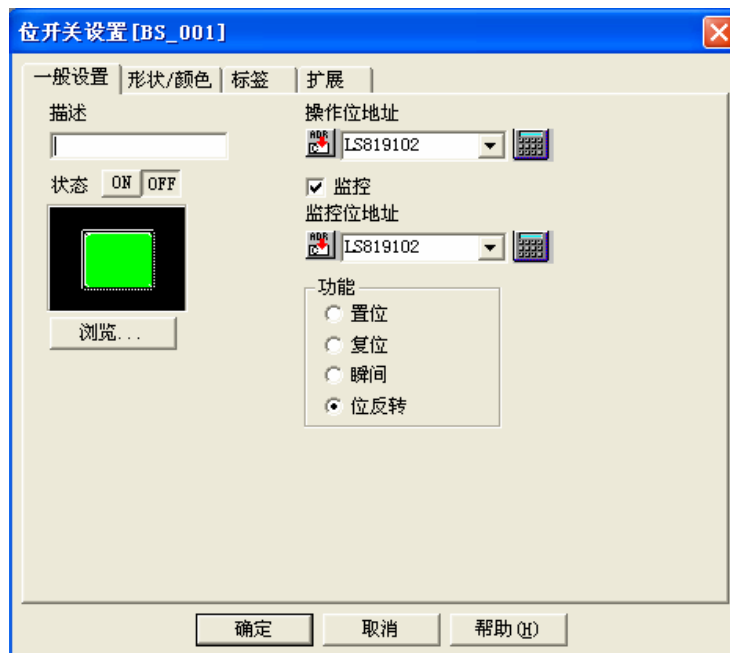 位开关设置[BS_001]
一般设置 形状/颜色 标签 扩展
描述 操作位地址
LS819102
状态 ON OFF
监控
监控位地址
LS819102
功能
置位
浏览...
复位
瞬间
位反转
确定 取消 帮助(H)